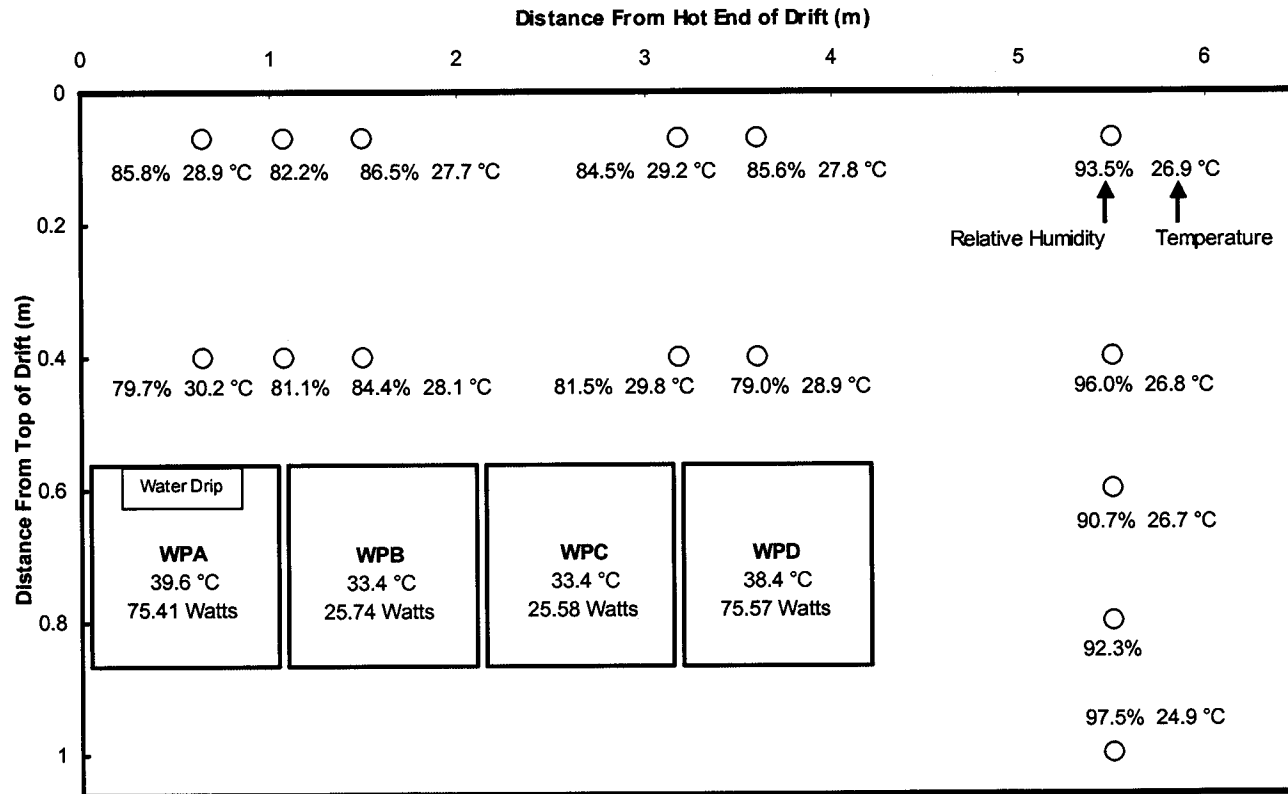 Distance From Hot End of Drift (m)
0 1 2 3 4 5 6
0
85.8% 28.9 °C 82.2% 86.5% 27.7 °C 84.5% 29.2 °C 85.6% 27.8 °C 93.5% 26.9 °C
0.2
Relative Humidity Temperature
Distance From Top of Drift (m)
0.4
79.7% 30.2 °C 81.1% 84.4% 28.1 °C 81.5% 29.8 °C 79.0% 28.9 °C 96.0% 26.8 °C
0.6
Water Drip
90.7% 26.7 °C
WPA WPB WPC WPD
39.6 °C 33.4 °C 33.4 °C 38.4 °C
75.41 Watts 25.74 Watts 25.58 Watts 75.57 Watts
0.8
92.3%
97.5% 24.9 °C
1